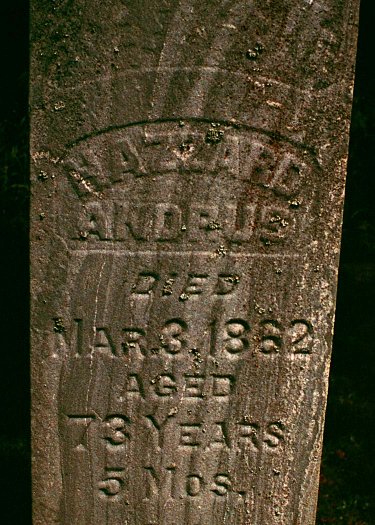 HAZZARD
ANDRUS
DIED
MAR. 3, 1862
AGED
73 YEARS
5 MOS.